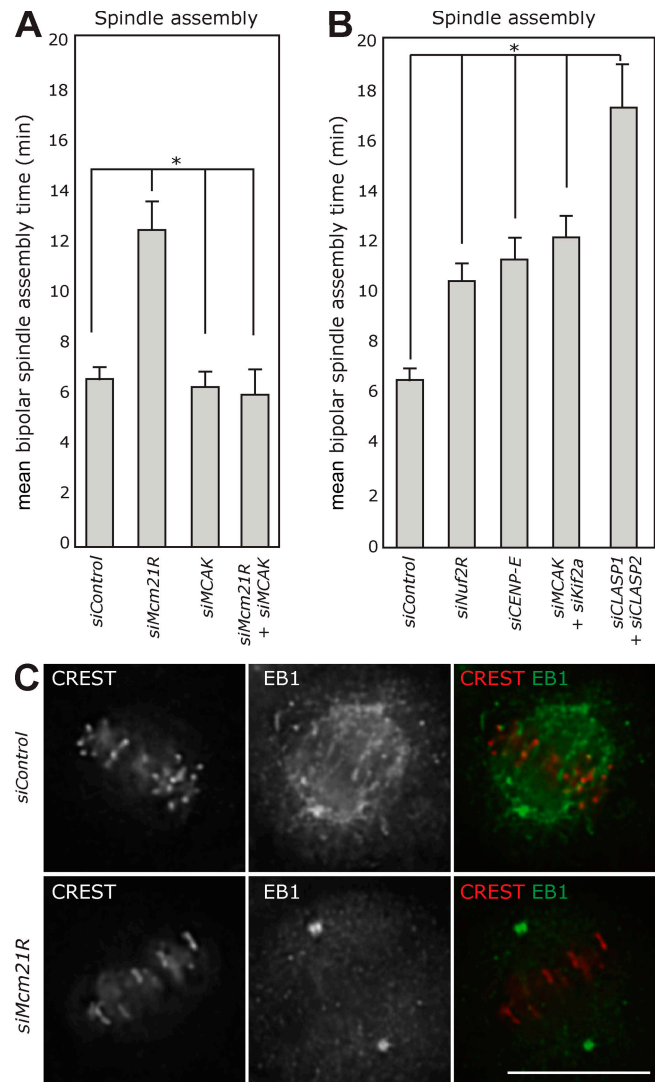 A
Spindle assembly
mean bipolar spindle assembly time (min)
20
18
16
14
12
10
8
6
4
2
0
*
siControl
siMcm21R
siMCAK
siMcm21R
+ siMCAK
B
Spindle assembly
mean bipolar spindle assembly time (min)
20
18
16
14
12
10
8
6
4
2
0
*
siControl
siNuf2R
siCENP-E
siMCAK
+ siKif2a
siCLASP1
+ siCLASP2
C
siControl
CREST
EB1
CREST EB1
siMcm21R
CREST
EB1
CREST EB1